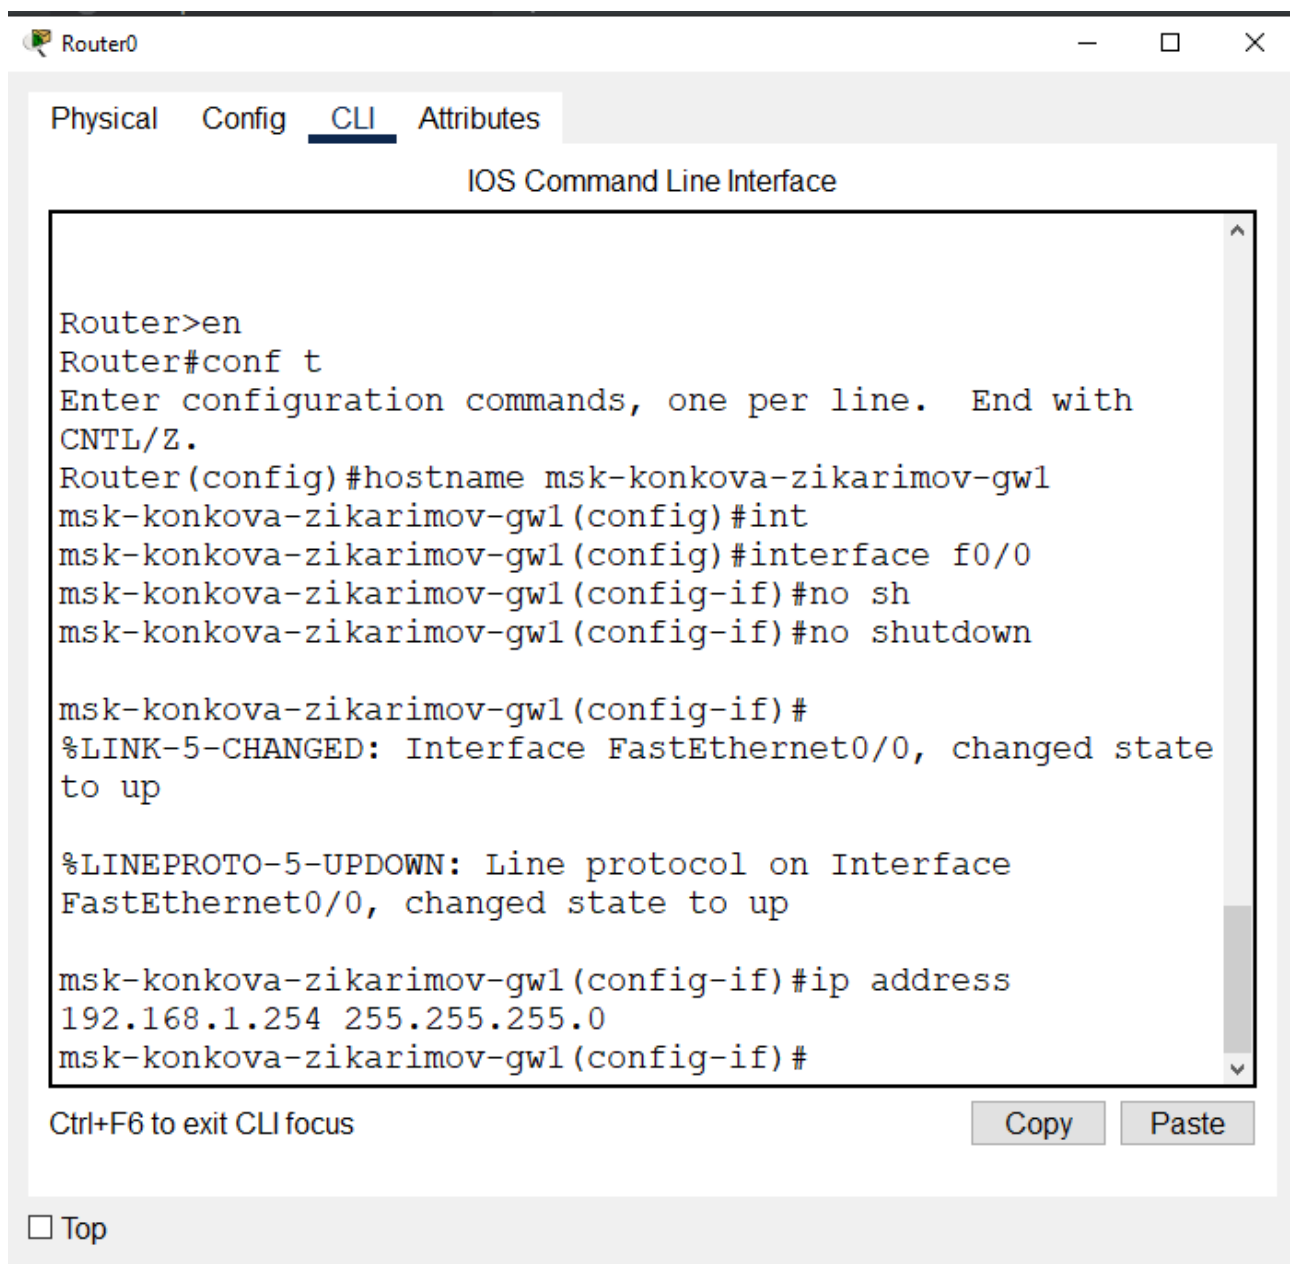 Router0
Physical Config CLI Attributes
IOS Command Line Interface
Router>en
Router#conf t
Enter configuration commands, one per line.  End with
CNTL/Z.
Router(config)#hostname msk-konkova-zikarimov-gw1
msk-konkova-zikarimov-gw1(config)#int
msk-konkova-zikarimov-gw1(config)#interface f0/0
msk-konkova-zikarimov-gw1(config-if)#no sh
msk-konkova-zikarimov-gw1(config-if)#no shutdown
msk-konkova-zikarimov-gw1(config-if)#
%LINK-5-CHANGED: Interface FastEthernet0/0, changed state
to up
%LINEPROTO-5-UPDOWN: Line protocol on Interface
FastEthernet0/0, changed state to up
msk-konkova-zikarimov-gw1(config-if)#ip address
192.168.1.254 255.255.255.0
msk-konkova-zikarimov-gw1(config-if)#
Ctrl+F6 to exit CLI focus
Copy Paste
Top